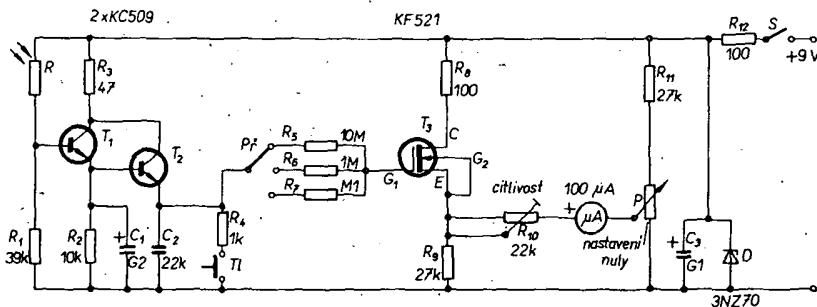 2xKC509
KF521
R
R3
47
T1
T2
R1
39k
R2
10k
+
C1
G2
C2
22k
R4
1k
Tl
Př
R5
10M
R6
1M
R7
M1
G1
T3
C
G2
E
R8
100
R9
27k
citlivost
R10
22k
100 µA
+
µA
nastavení
nuly
P
R11
27k
R12
100
S
+9V
+
C3
G1
D
3NZ70